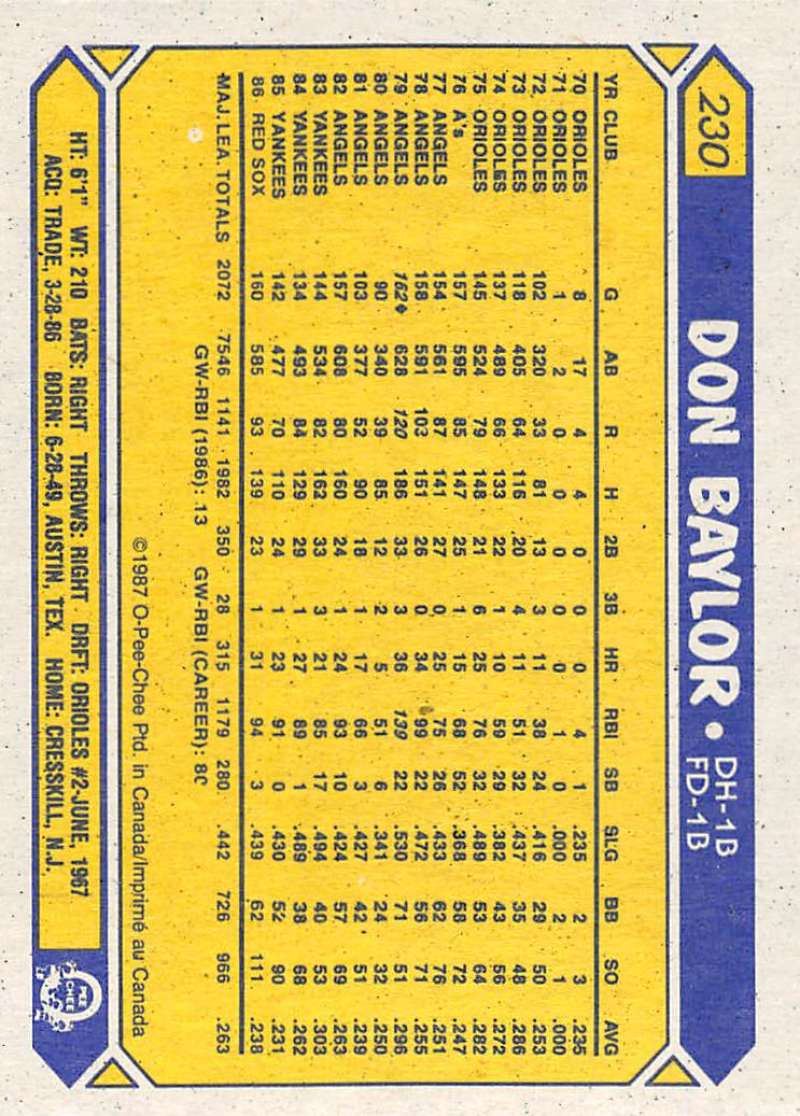 230 DON BAYLOR • DH-1B
FD-1B
YR CLUB G AB R H 2B 3B HR RBI SB SLG BB SO AVG
70 ORIOLES 8 17 4 4 0 0 0 4 1 .235 2 3 .235
71 ORIOLES 1 2 0 0 0 0 0 1 0 .000 2 1 .000
72 ORIOLES 102 320 33 81 13 3 11 38 24 .416 29 50 .253
73 ORIOLES 118 405 64 116 20 4 11 51 32 .437 35 48 .286
74 ORIOLES 137 489 66 133 22 1 10 59 29 .382 43 56 .272
75 ORIOLES 145 524 79 148 21 6 25 76 32 .489 53 64 .282
76 A's 157 595 85 147 25 1 15 68 52 .368 58 72 .247
77 ANGELS 154 561 87 141 27 0 25 75 26 .433 62 76 .251
78 ANGELS 158 591 103 151 26 0 34 99 22 .472 56 71 .255
79 ANGELS 162♦ 628 120 186 33 3 36 139 22 .530 71 51 .296
80 ANGELS 90 340 39 85 12 2 5 51 6 .341 24 32 .250
81 ANGELS 103 377 52 90 18 1 17 66 3 .427 42 51 .239
82 ANGELS 157 608 80 160 24 1 24 93 10 .424 57 69 .263
83 YANKEES 144 534 82 162 33 3 21 85 17 .494 40 53 .303
84 YANKEES 134 493 84 129 29 1 27 89 1 .489 38 68 .262
85 YANKEES 142 477 70 110 24 1 23 91 0 .430 52 90 .231
86 RED SOX 160 585 93 139 23 1 31 94 3 .439 62 111 .238
MAJ. LEA. TOTALS 2072 7546 1141 1982 350 28 315 1179 280 .442 726 966 .263
GW-RBI (1986): 13 GW-RBI (CAREER): 80
©1987 O-Pee-Chee Ptd. in Canada/Imprimé au Canada
HT: 6'1" WT: 210 BATS: RIGHT THROWS: RIGHT DRFT: ORIOLES #2-JUNE, 1967
ACQ: TRADE, 3-28-86 BORN: 6-28-49, AUSTIN, TEX. HOME: CRESSKILL, N.J.
O
PEE
CHEE